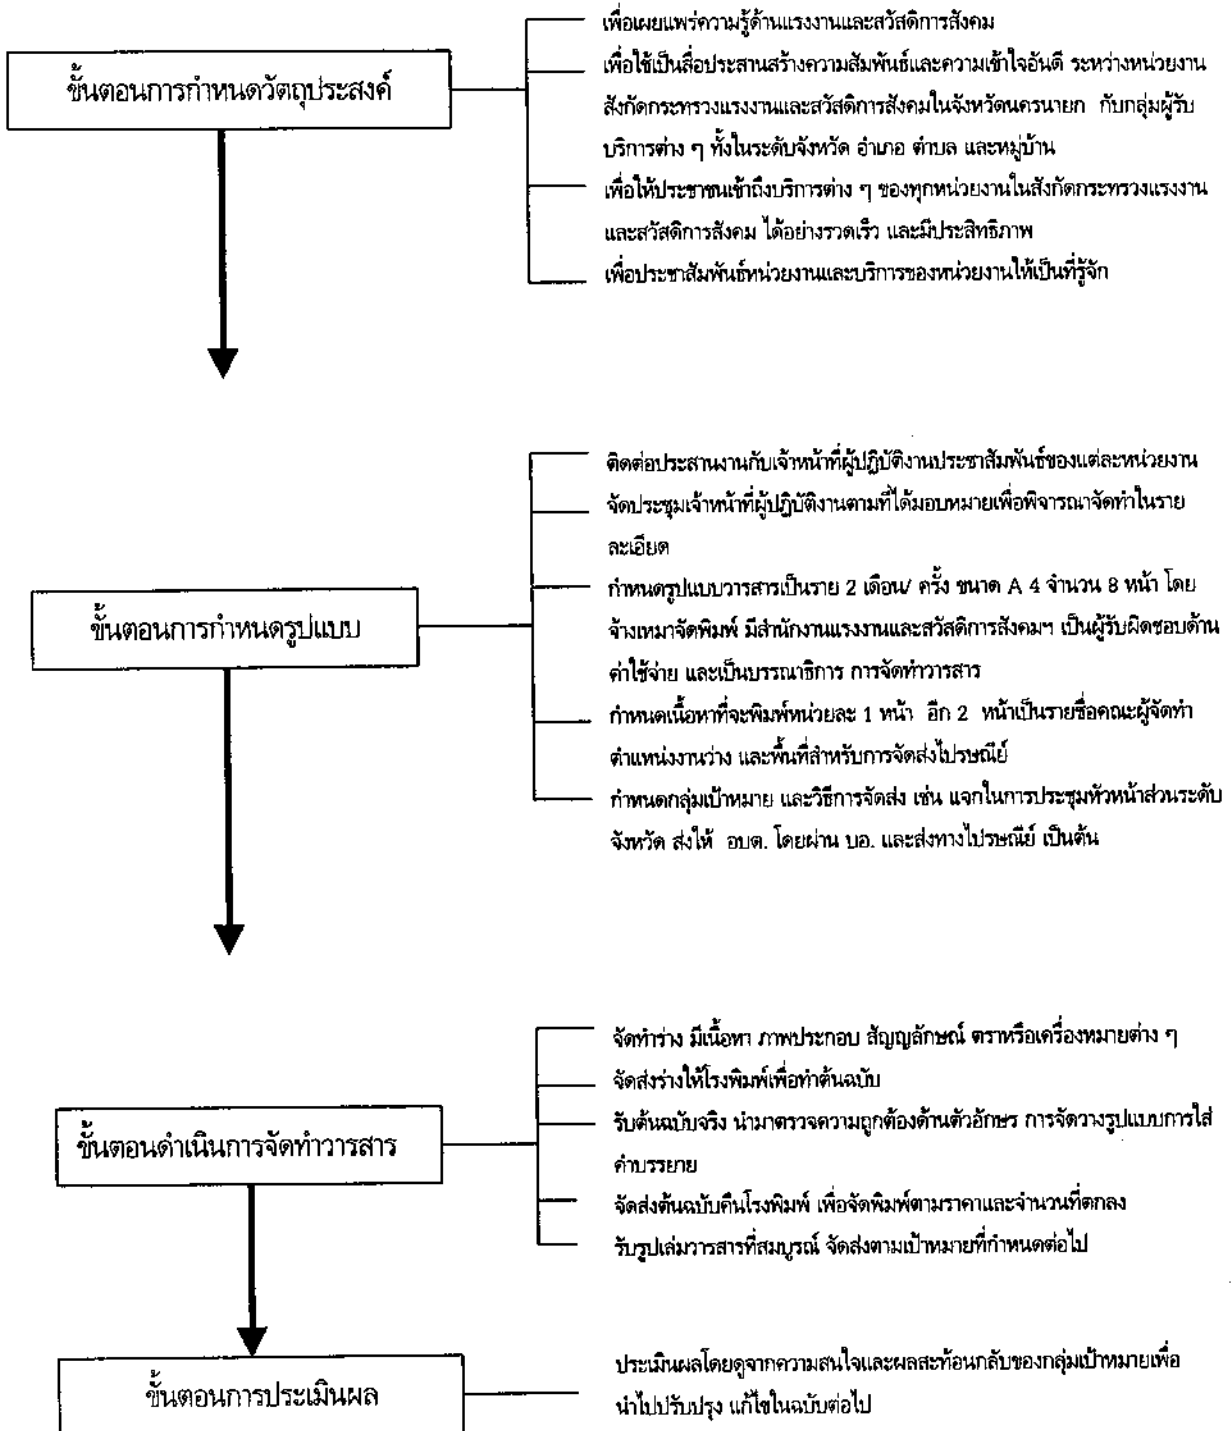 ขั้นตอนการกำหนดวัตถุประสงค์
เพื่อเผยแพร่ความรู้ด้านแรงงานและสวัสดิการสังคม
เพื่อใช้เป็นสื่อประสานสร้างความสัมพันธ์และความเข้าใจอันดี ระหว่างหน่วยงาน
สังกัดกระทรวงแรงงานและสวัสดิการสังคมในจังหวัดนครนายก กับกลุ่มผู้รับ
บริการต่าง ๆ ทั้งในระดับจังหวัด อำเภอ ตำบล และหมู่บ้าน
เพื่อให้ประชาชนเข้าถึงบริการต่าง ๆ ของทุกหน่วยงานในสังกัดกระทรวงแรงงาน
และสวัสดิการสังคม ได้อย่างรวดเร็ว และมีประสิทธิภาพ
เพื่อประชาสัมพันธ์หน่วยงานและบริการของหน่วยงานให้เป็นที่รู้จัก
ขั้นตอนการกำหนดรูปแบบ
ติดต่อประสานงานกับเจ้าหน้าที่ผู้ปฏิบัติงานประชาสัมพันธ์ของแต่ละหน่วยงาน
จัดประชุมเจ้าหน้าที่ผู้ปฏิบัติงานตามที่ได้มอบหมายเพื่อพิจารณาจัดทำในราย
ละเอียด
กำหนดรูปแบบวารสารเป็นราย 2 เดือน/ ครั้ง ขนาด A 4 จำนวน 8 หน้า โดย
จ้างเหมาจัดพิมพ์ มีสำนักงานแรงงานและสวัสดิการสังคมฯ เป็นผู้รับผิดชอบด้าน
ค่าใช้จ่าย และเป็นบรรณาธิการ การจัดทำวารสาร
กำหนดเนื้อหาที่จะพิมพ์หน่วยละ 1 หน้า อีก 2 หน้าเป็นรายชื่อคณะผู้จัดทำ
ตำแหน่งงานว่าง และพื้นที่สำหรับการจัดส่งไปรษณีย์
กำหนดกลุ่มเป้าหมาย และวิธีการจัดส่ง เช่น แจกในการประชุมหัวหน้าส่วนระดับ
จังหวัด ส่งให้ อบต. โดยผ่าน บอ. และส่งทางไปรษณีย์ เป็นต้น
ขั้นตอนดำเนินการจัดทำวารสาร
จัดทำร่าง มีเนื้อหา ภาพประกอบ สัญญลักษณ์ ตราหรือเครื่องหมายต่าง ๆ
จัดส่งร่างให้โรงพิมพ์เพื่อทำต้นฉบับ
รับต้นฉบับจริง นำมาตรวจความถูกต้องด้านตัวอักษร การจัดวางรูปแบบการใส่
คำบรรยาย
จัดส่งต้นฉบับคืนโรงพิมพ์ เพื่อจัดพิมพ์ตามราคาและจำนวนที่ตกลง
รับรูปเล่มวารสารที่สมบูรณ์ จัดส่งตามเป้าหมายที่กำหนดต่อไป
ขั้นตอนการประเมินผล
ประเมินผลโดยดูจากความสนใจและผลสะท้อนกลับของกลุ่มเป้าหมายเพื่อ
นำไปปรับปรุง แก้ไขในฉบับต่อไป